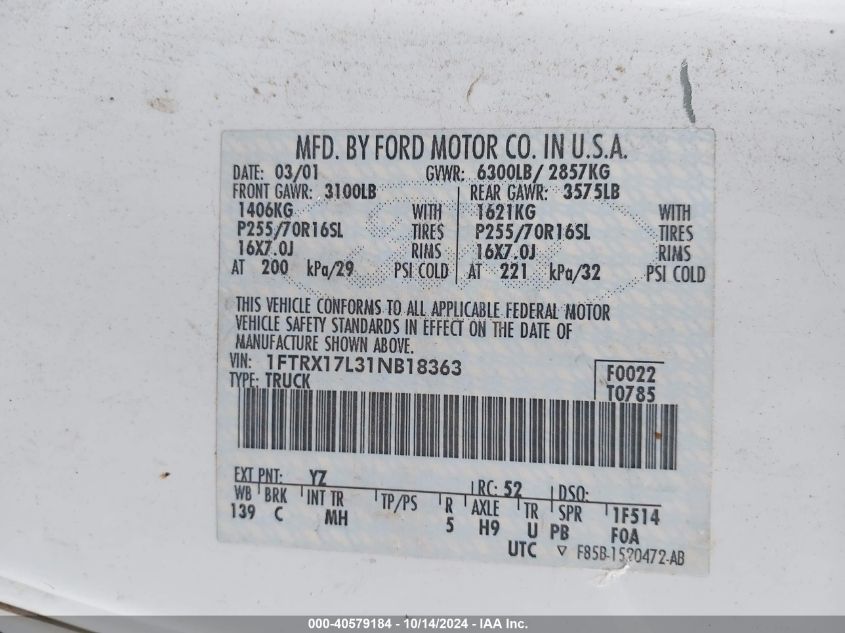 MFD. BY FORD MOTOR CO. IN U.S.A.
DATE: 03/01 GVWR: 6300LB/ 2857KG
FRONT GAWR: 3100LB REAR GAWR: 3575LB
1406KG WITH 1621KG WITH
P255/70R16SL TIRES P255/70R16SL TIRES
16X7.0J RIMS 16X7.0J RIMS
AT 200 kPa/29 PSI COLD AT 221 kPa/32 PSI COLD
THIS VEHICLE CONFORMS TO ALL APPLICABLE FEDERAL MOTOR
VEHICLE SAFETY STANDARDS IN EFFECT ON THE DATE OF
MANUFACTURE SHOWN ABOVE.
VIN: 1FTRX17L31NB18363 F0022
TYPE: TRUCK T0785
EXT PNT: YZ RC: 52 DSO:
WB BRK INT TR TP/PS R AXLE TR SPR 1F514
139 C MH 5 H9 U PB F0A
UTC ▽ F85B-1520472-AB
000-40579184 - 10/14/2024 - IAA Inc.